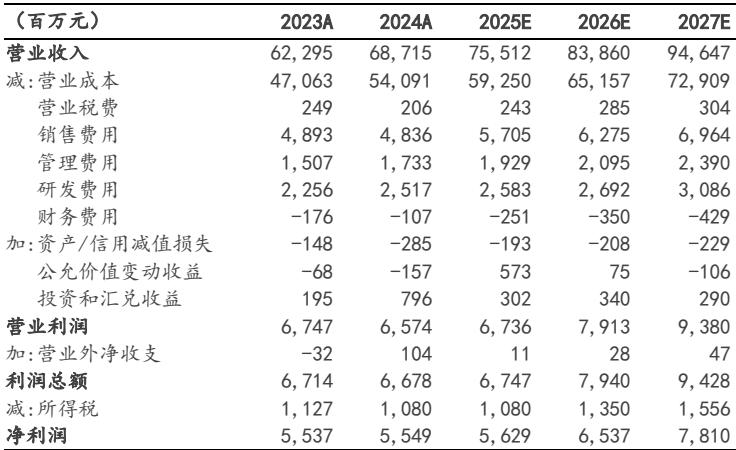 （百万元） 2023A 2024A 2025E 2026E 2027E
营业收入 62,295 68,715 75,512 83,860 94,647
减:营业成本 47,063 54,091 59,250 65,157 72,909
营业税费 249 206 243 285 304
销售费用 4,893 4,836 5,705 6,275 6,964
管理费用 1,507 1,733 1,929 2,095 2,390
研发费用 2,256 2,517 2,583 2,692 3,086
财务费用 -176 -107 -251 -350 -429
加:资产/信用减值损失 -148 -285 -193 -208 -229
公允价值变动收益 -68 -157 573 75 -106
投资和汇兑收益 195 796 302 340 290
营业利润 6,747 6,574 6,736 7,913 9,380
加:营业外净收支 -32 104 11 28 47
利润总额 6,714 6,678 6,747 7,940 9,428
减:所得税 1,127 1,080 1,080 1,350 1,556
净利润 5,537 5,549 5,629 6,537 7,810